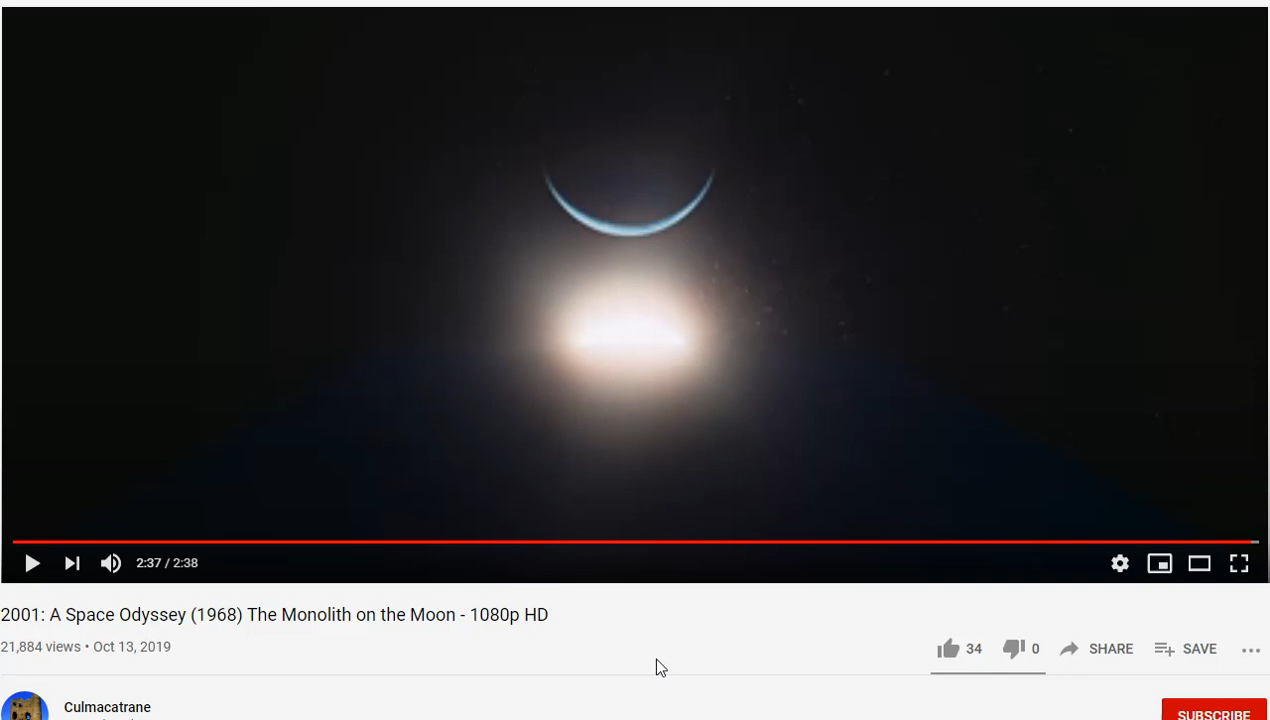 2:37 / 2:38
2001: A Space Odyssey (1968) The Monolith on the Moon - 1080p HD
21,884 views • Oct 13, 2019
34
0
SHARE
SAVE
Culmacatrane
SUBSCRIBE